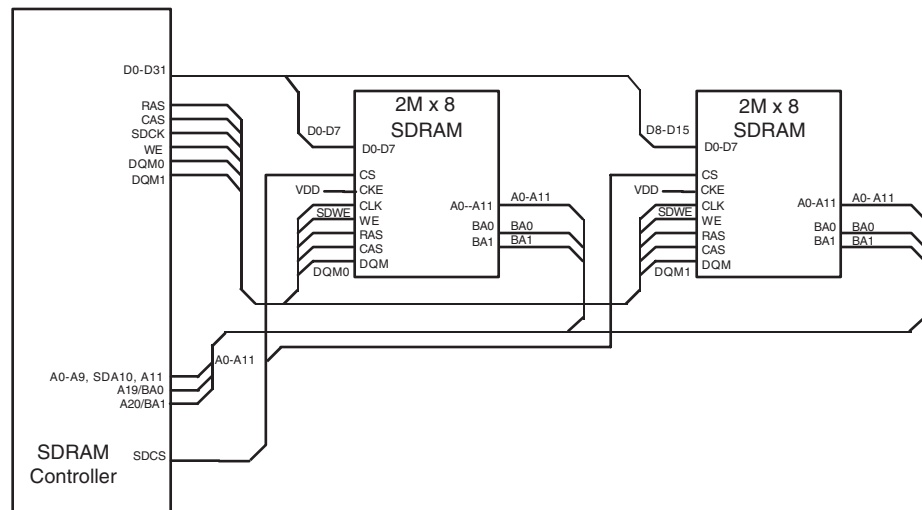 D0-D31
RAS
CAS
SDCK
WE
DQM0
DQM1
A0-A9, SDA10, A11
A19/BA0
A20/BA1
SDCS
SDRAM
Controller
A0-A11
D0-D7
VDD
SDWE
DQM0
2M x 8
SDRAM
D0-D7
CS
CKE
CLK
WE
RAS
CAS
DQM
A0--A11
BA0
BA1
A0-A11
BA0
BA1
D8-D15
VDD
SDWE
DQM1
2M x 8
SDRAM
D0-D7
CS
CKE
CLK
WE
RAS
CAS
DQM
A0-A11
BA0
BA1
A0- A11
BA0
BA1